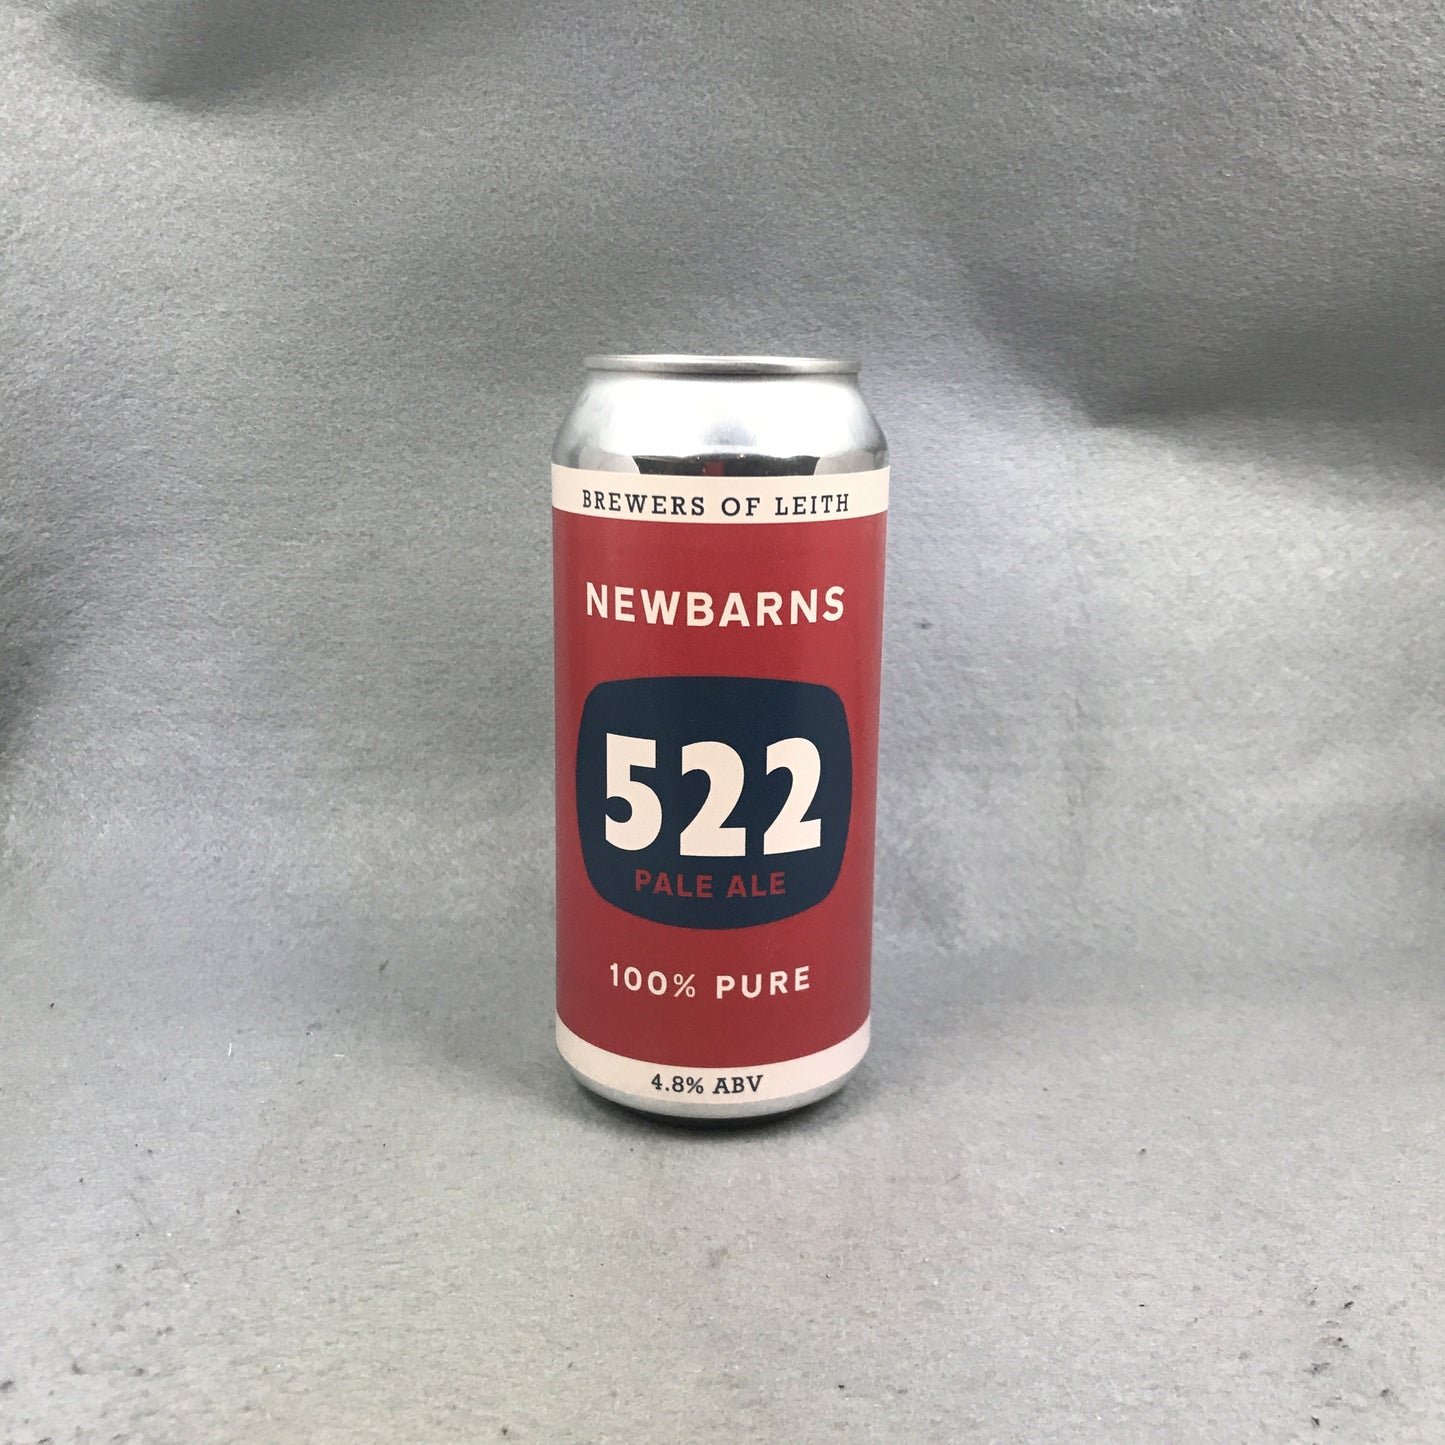 BREWERS OF LEITH
NEWBARNS
522
PALE ALE
100% PURE
4.8% ABV